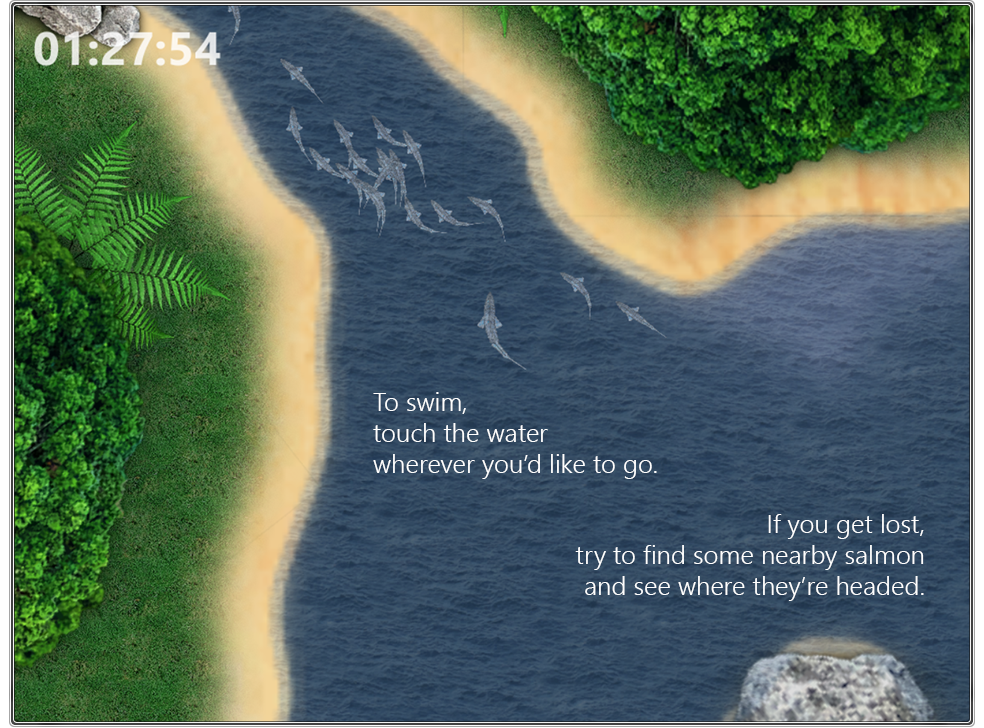 01:27:54
To swim,
touch the water
wherever you’d like to go.
If you get lost,
try to find some nearby salmon
and see where they’re headed.